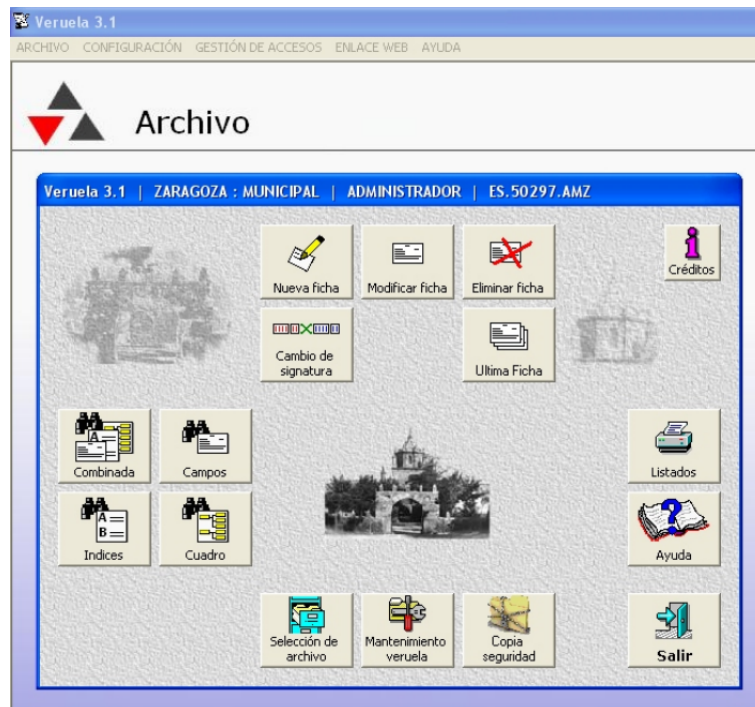 Veruela 3.1
ARCHIVO CONFIGURACIÓN GESTIÓN DE ACCESOS ENLACE WEB AYUDA
Archivo
Veruela 3.1 | ZARAGOZA : MUNICIPAL | ADMINISTRADOR | ES.50297.AMZ
Nueva ficha
Modificar ficha
Eliminar ficha
Créditos
Cambio de
signatura
Ultima Ficha
Combinada
Campos
Listados
Indices
Cuadro
Ayuda
Selección de
archivo
Mantenimiento
veruela
Copia
seguridad
Salir